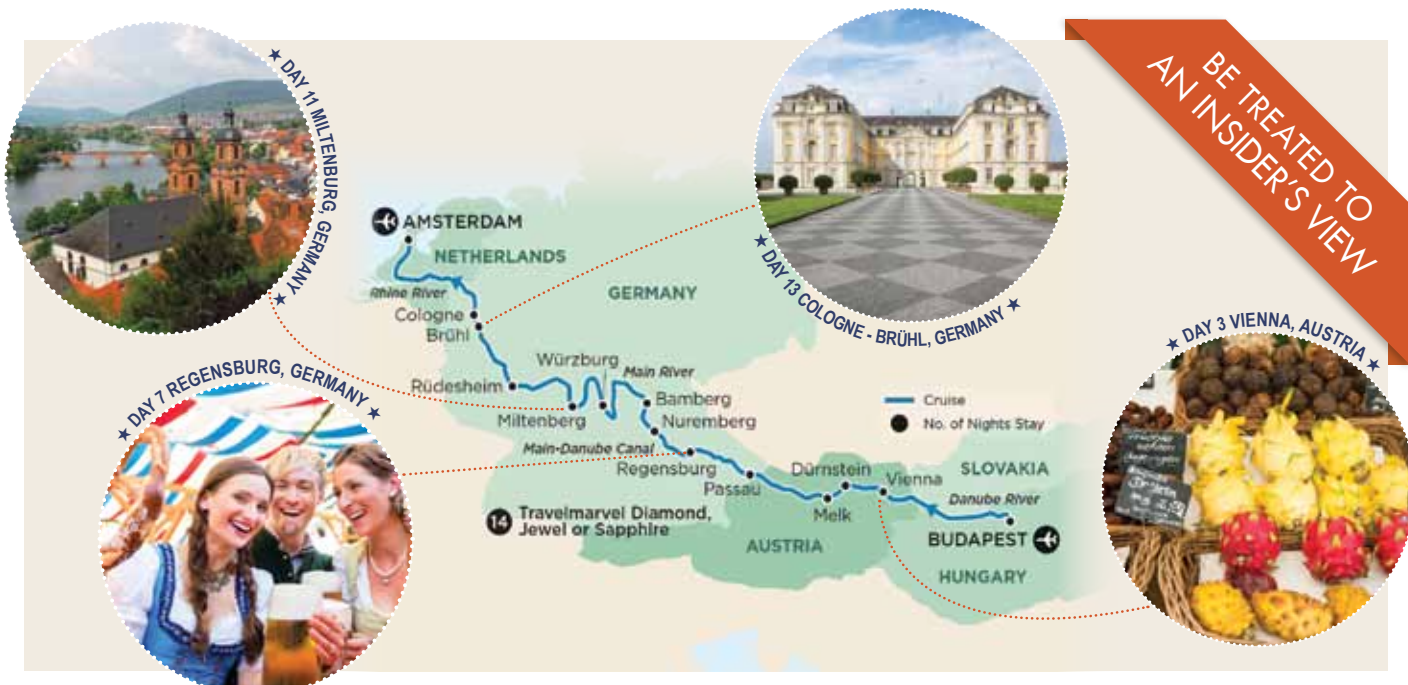 ★ DAY 11 MILTENBURG, GERMANY ★
★ DAY 13 COLOGNE - BRÜHL, GERMANY ★
BE TREATED TO
AN INSIDER'S VIEW
★ DAY 3 VIENNA, AUSTRIA ★
★ DAY 7 REGENSBURG, GERMANY ★
AMSTERDAM
NETHERLANDS
Rhine River
GERMANY
Cologne
Brühl
Würzburg
Main River
Rüdesheim
Bamberg
Miltenberg
Nuremberg
Cruise
No. of Nights Stay
Main-Danube Canal
Regensburg
Dürnstein
SLOVAKIA
Passau
Vienna
Danube River
14 Travelmarvel Diamond,
Jewel or Sapphire
Melk
BUDAPEST
AUSTRIA
HUNGARY